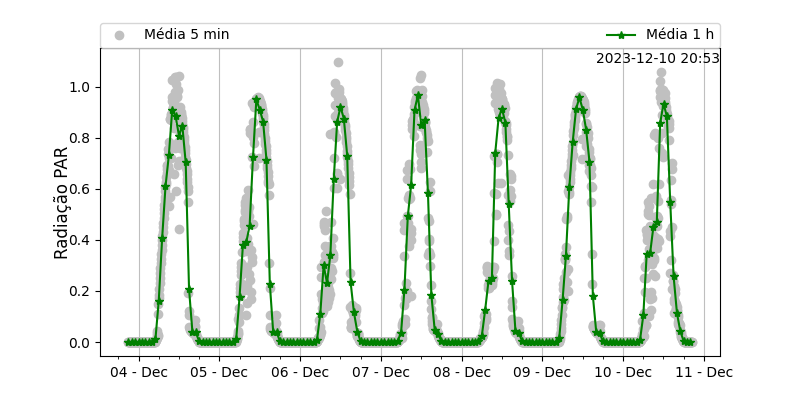 Média 5 min
Média 1 h
2023-12-10 20:53
Radiação PAR
1.0
0.8
0.6
0.4
0.2
0.0
04 - Dec
05 - Dec
06 - Dec
07 - Dec
08 - Dec
09 - Dec
10 - Dec
11 - Dec